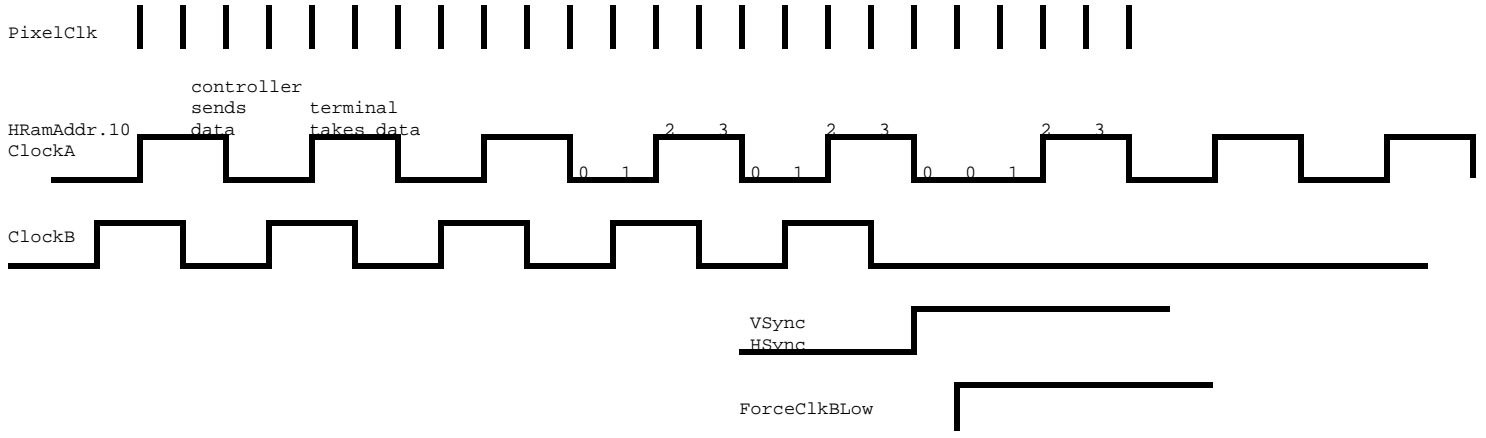 PixelClk
controller
sends terminal
HRamAddr.10 data takes data 2 3 2 3 2 3
ClockA
0 1 0 1 0 0 1
ClockB
VSync
HSync
ForceClkBLow